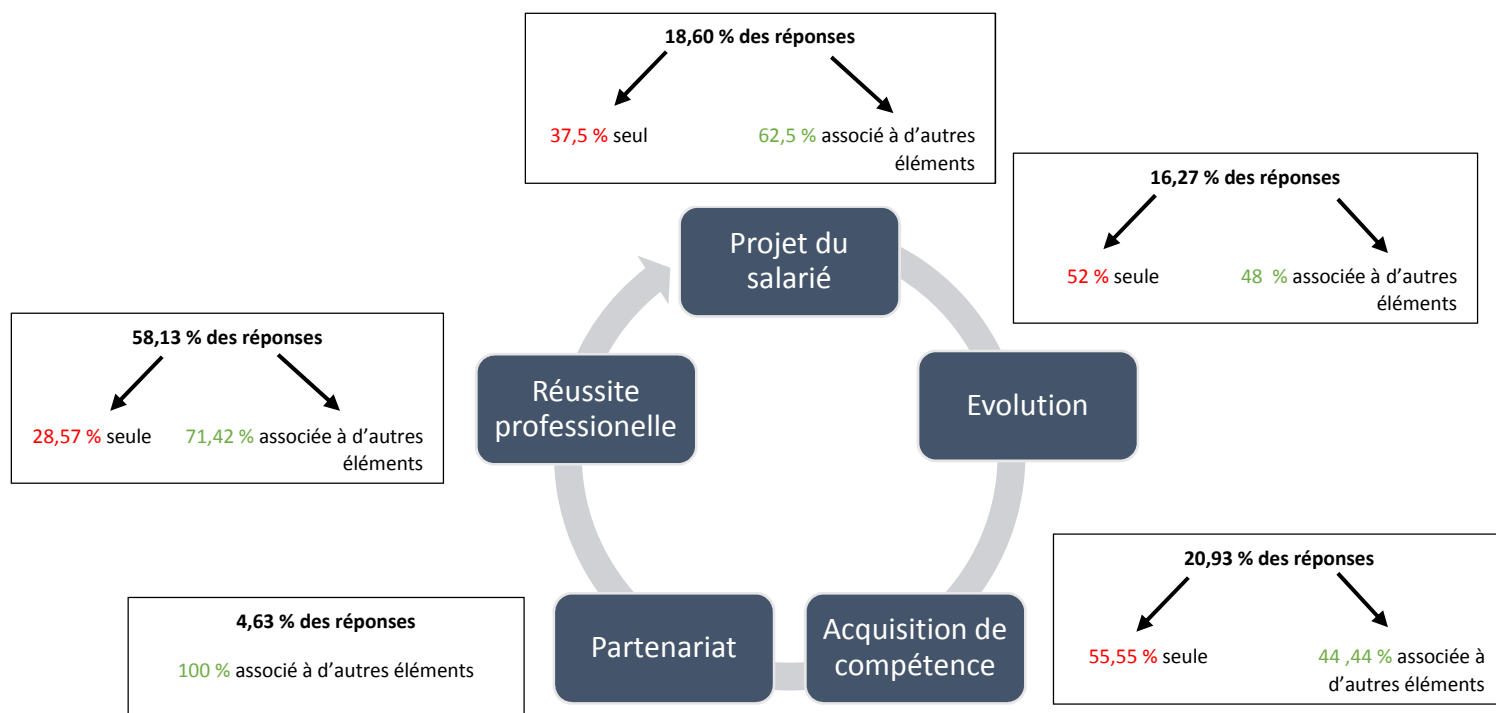 18,60 % des réponses
37,5 % seul
62,5 % associé à d’autres
éléments
16,27 % des réponses
52 % seule
48 % associée à d’autres
éléments
Projet du
salarié
58,13 % des réponses
28,57 % seule
71,42 % associée à d’autres
éléments
Réussite
professionelle
Evolution
20,93 % des réponses
55,55 % seule
44 ,44 % associée à
d’autres éléments
4,63 % des réponses
100 % associé à d’autres éléments
Partenariat
Acquisition de
compétence